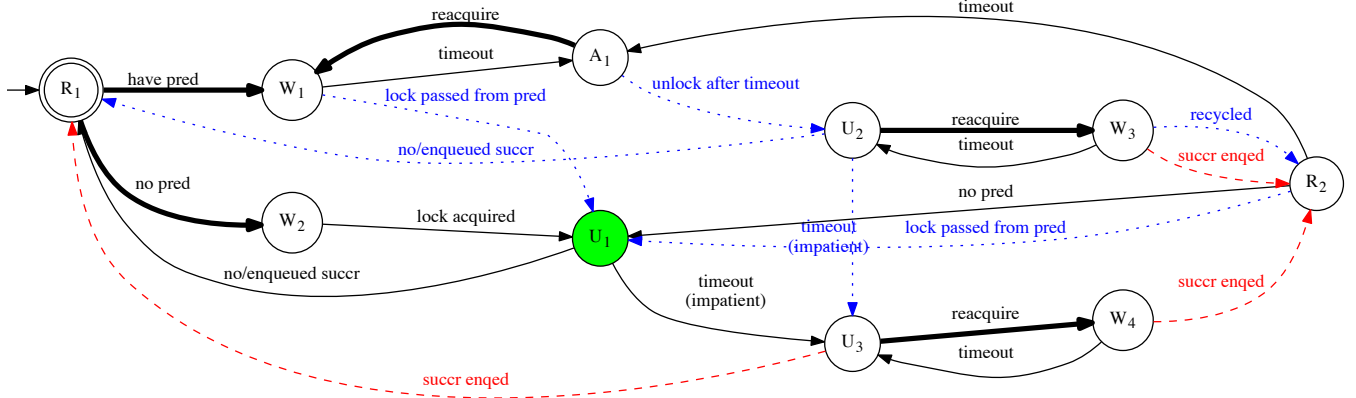 timeout
reacquire
timeout
A₁
have pred
R₁
W₁
lock passed from pred
unlock after timeout
no/enqueued succr
U₂
reacquire
timeout
W₃
recycled
succr enqed
R₂
no pred
no pred
W₂
lock acquired
U₁
timeout
(impatient)
lock passed from pred
no/enqueued succr
timeout
(impatient)
succr enqed
U₃
reacquire
timeout
W₄
succr enqed